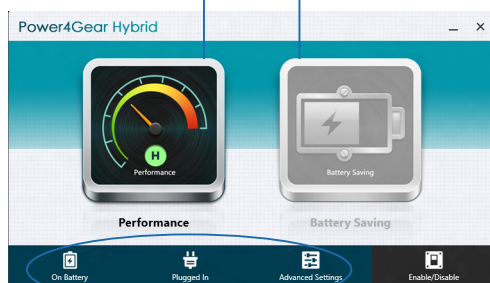 Power4Gear Hybrid
H
Performance
Battery Saving
Performance
Battery Saving
On Battery
Plugged In
Advanced Settings
Enable/Disable